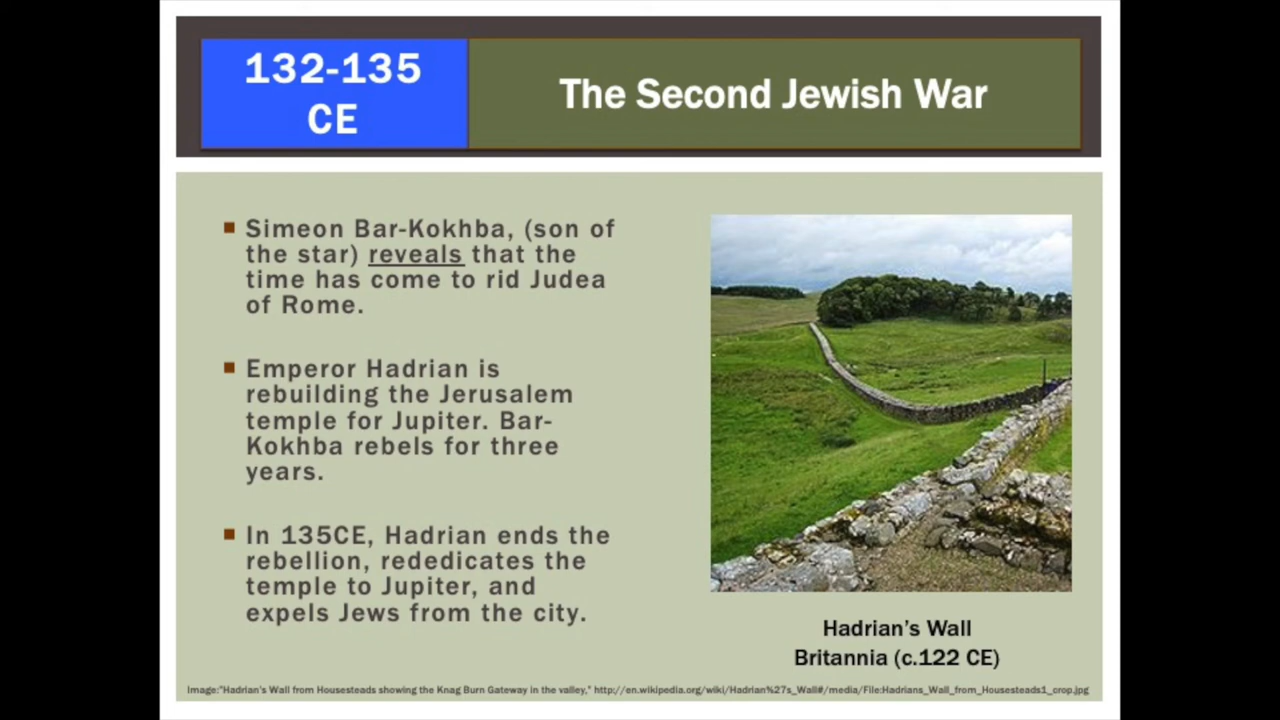 132-135
CE
The Second Jewish War
Simeon Bar-Kokhba, (son of
the star) reveals that the
time has come to rid Judea
of Rome.
Emperor Hadrian is
rebuilding the Jerusalem
temple for Jupiter. Bar-
Kokhba rebels for three
years.
In 135CE, Hadrian ends the
rebellion, rededicates the
temple to Jupiter, and
expels Jews from the city.
Hadrian's Wall
Britannia (c.122 CE)
Image:"Hadrian's Wall from Housesteads showing the Knag Burn Gateway in the valley," http://en.wikipedia.org/wiki/Hadrian%27s_Wall#/media/File:Hadrians_Wall_from_Housesteads1_crop.jpg